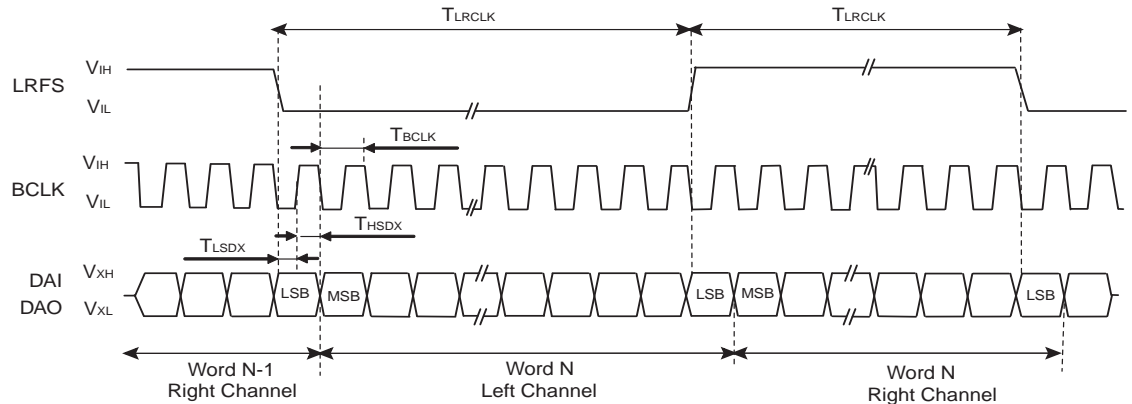 TLRCLK TLRCLK
LRFS VIH
VIL
TBCLK
BCLK VIH
VIL
THSDX
TLSDX
DAI VXH
DAO VXL
LSB MSB LSB MSB LSB
Word N-1 Word N Word N
Right Channel Left Channel Right Channel